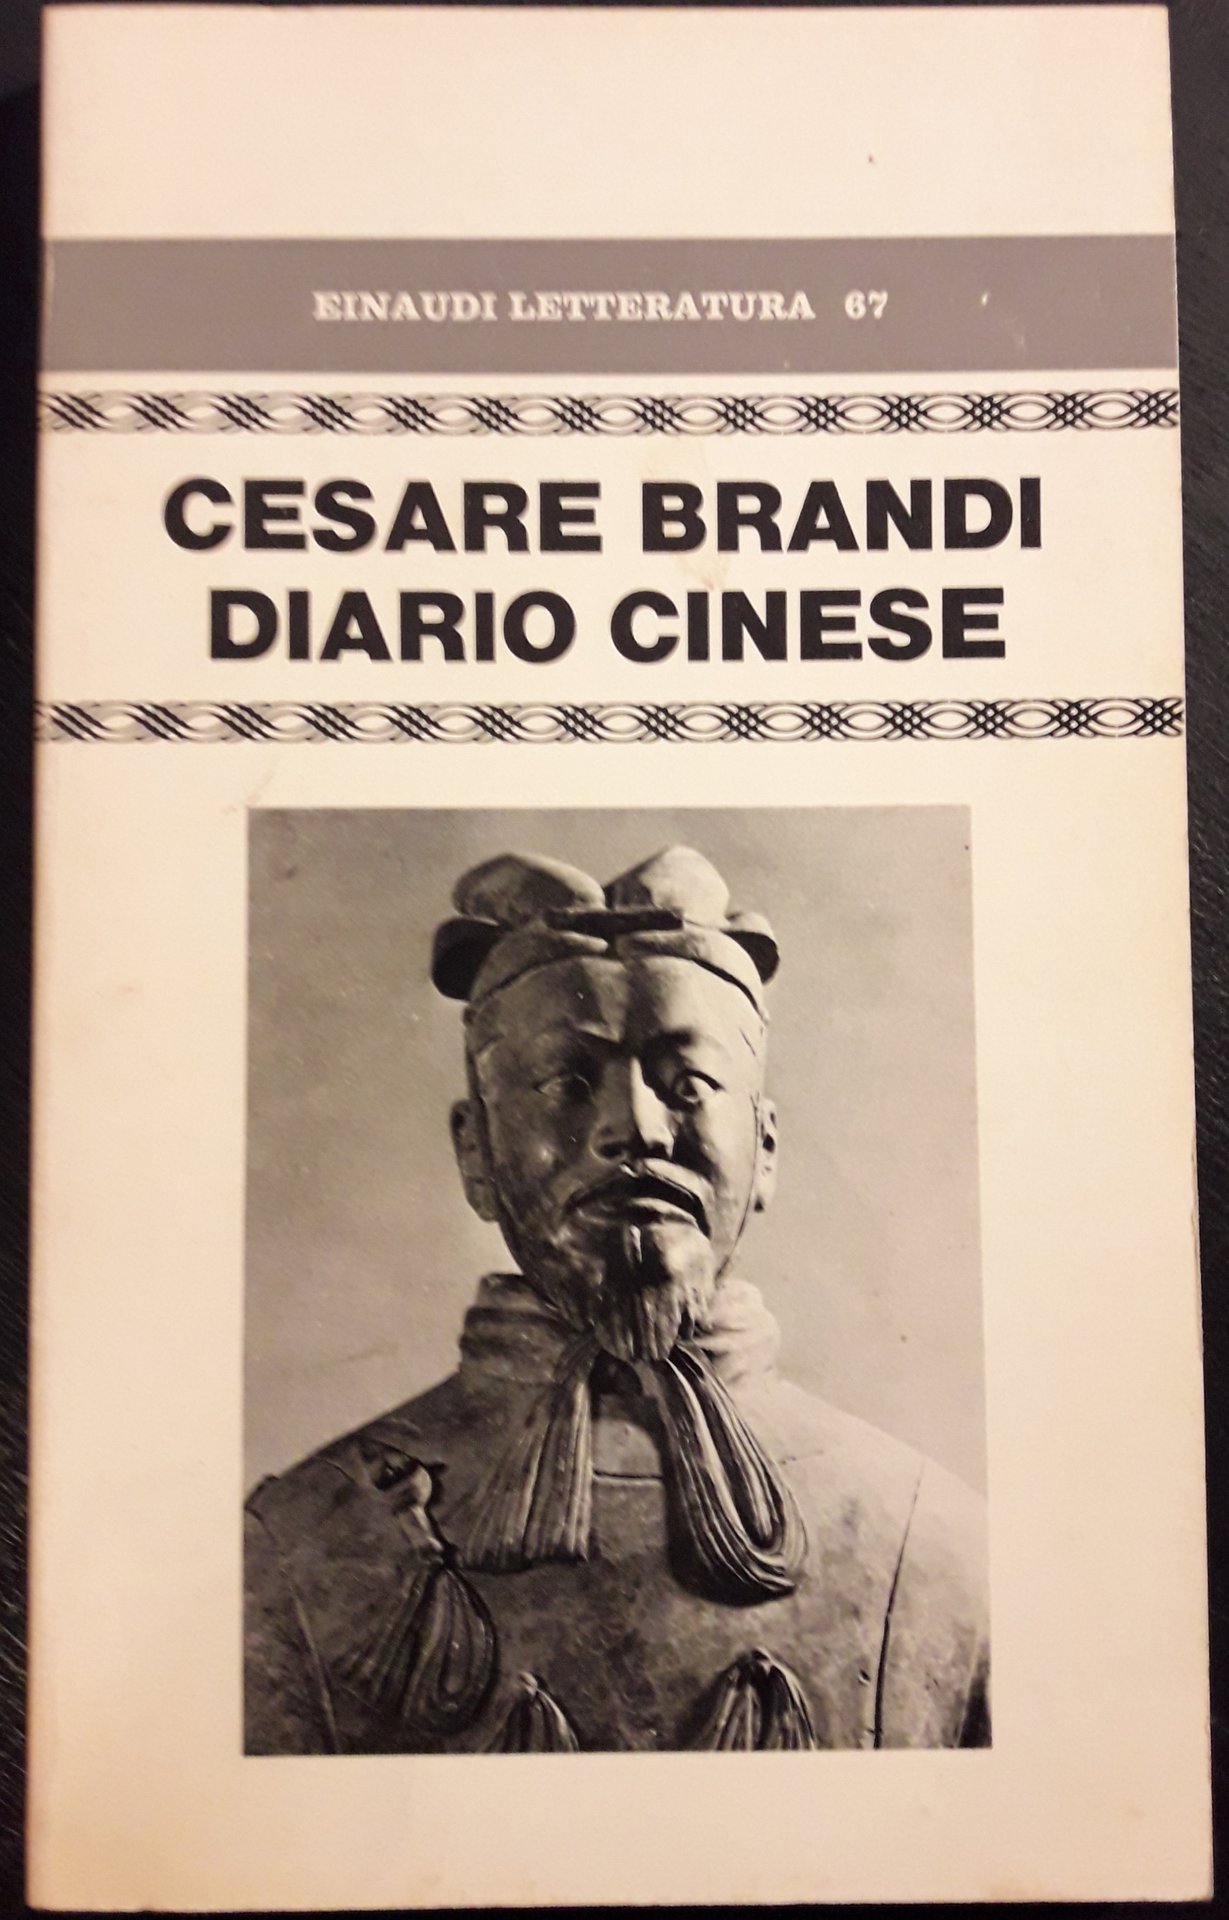 EINAUDI LETTERATURA 67
CESARE BRANDI
DIARIO CINESE